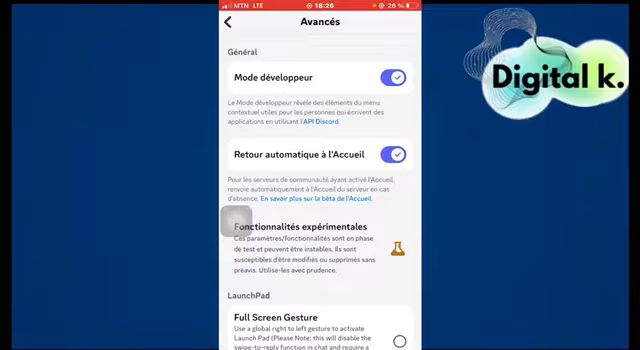 MTN LTE 18:26 26 %
Avancés
Général
Mode développeur
Le Mode développeur révèle des éléments du menu
contextuel utiles pour les personnes qui écrivent des
applications en utilisant l'API Discord.
Retour automatique à l'Accueil
Pour les serveurs de communauté ayant activé l'Accueil,
renvoie automatiquement à l'Accueil du serveur en cas
d'absence. En savoir plus sur la bêta de l'Accueil.
Fonctionnalités expérimentales
Ces paramètres/fonctionnalités sont en phase
de test et peuvent être instables. Ils sont
susceptibles d'être modifiés ou supprimés sans
préavis. Utilise-les avec prudence.
LaunchPad
Full Screen Gesture
Use a global right to left gesture to activate
Launch Pad (Please Note: this will disable the
swipe-to-reply function in chat and require a
Digital k.